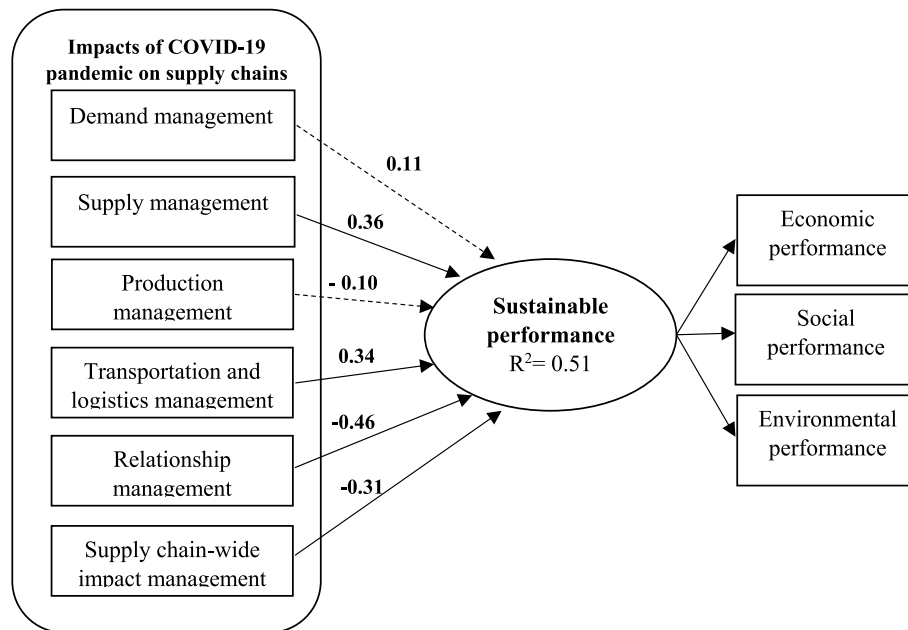 Impacts of COVID-19
pandemic on supply chains
Demand management
0.11
Supply management
0.36
Production
management
- 0.10
Transportation and
logistics management
0.34
Relationship
management
-0.46
Supply chain-wide
impact management
-0.31
Sustainable
performance
R²= 0.51
Economic
performance
Social
performance
Environmental
performance